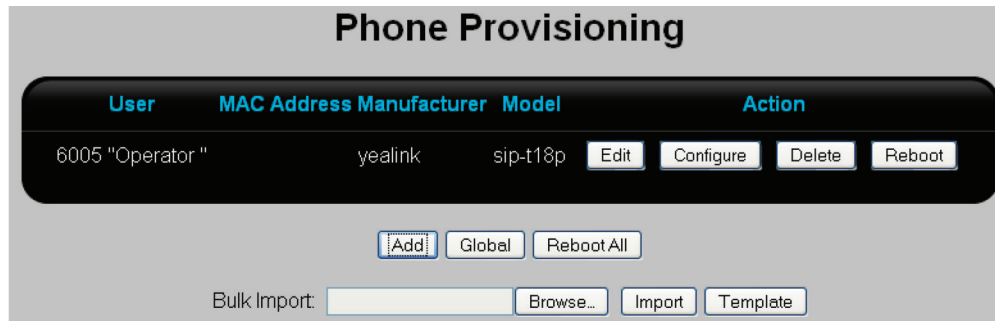 Phone Provisioning
User MAC Address Manufacturer Model Action
6005 "Operator " yealink sip-t18p Edit Configure Delete Reboot
Add Global Reboot All
Bulk Import: Browse... Import Template